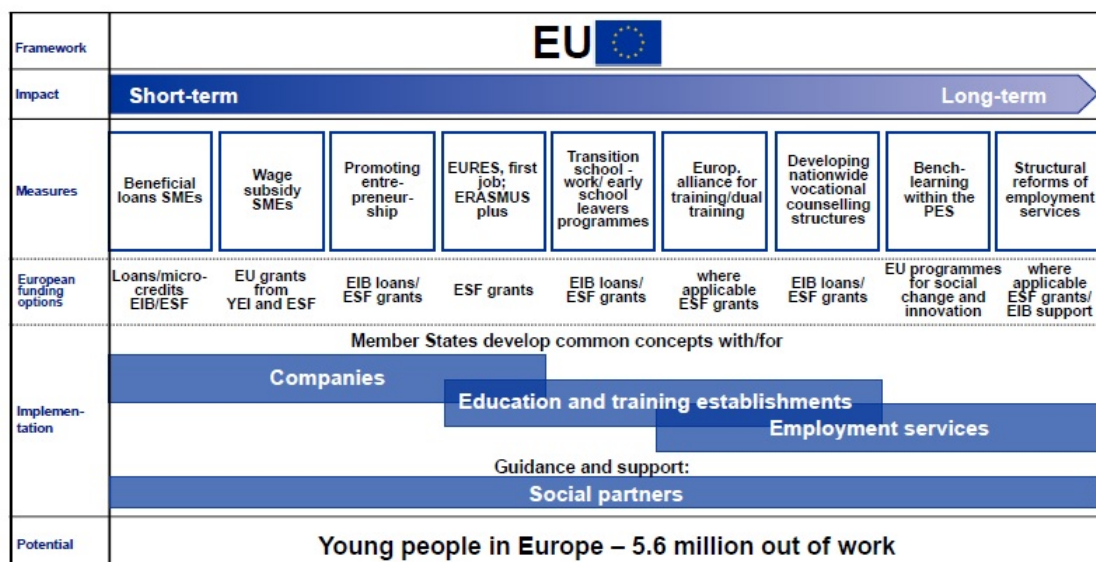 Framework
EU
Impact
Short-term
Long-term
Measures
Beneficial
loans SMEs
Wage
subsidy
SMEs
Promoting
entre-
preneur-
ship
EURES, first
job;
ERASMUS
plus
Transition
school -
work/ early
school
leavers
programmes
Europ.
alliance for
training/dual
training
Developing
nationwide
vocational
counselling
structures
Bench-
learning
within the
PES
Structural
reforms of
employment
services
European
funding
options
Loans/micro-
credits
EIB/ESF
EU grants
from
YEI and ESF
EIB loans/
ESF grants
ESF grants
EIB loans/
ESF grants
where
applicable
ESF grants
EIB loans/
ESF grants
EU programmes
for social
change and
innovation
where
applicable
ESF grants/
EIB support
Implemen-
tation
Member States develop common concepts with/for
Companies
Education and training establishments
Employment services
Guidance and support:
Social partners
Potential
Young people in Europe – 5.6 million out of work